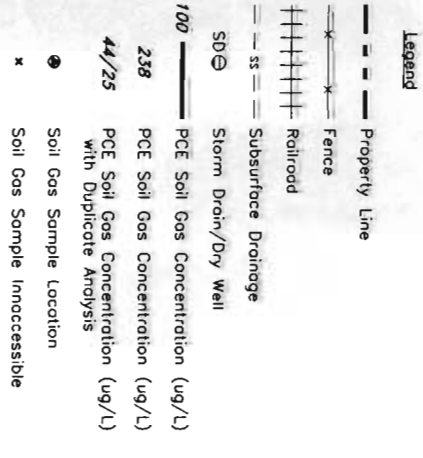 Legend
Property Line
Fence
Railroad
SS Subsurface Drainage
SD Storm Drain/Dry Well
100 PCE Soil Gas Concentration (ug/L)
238 PCE Soil Gas Concentration (ug/L)
44/25 PCE Soil Gas Concentration (ug/L)
with Duplicate Analysis
Soil Gas Sample Location
x Soil Gas Sample Innaccessible